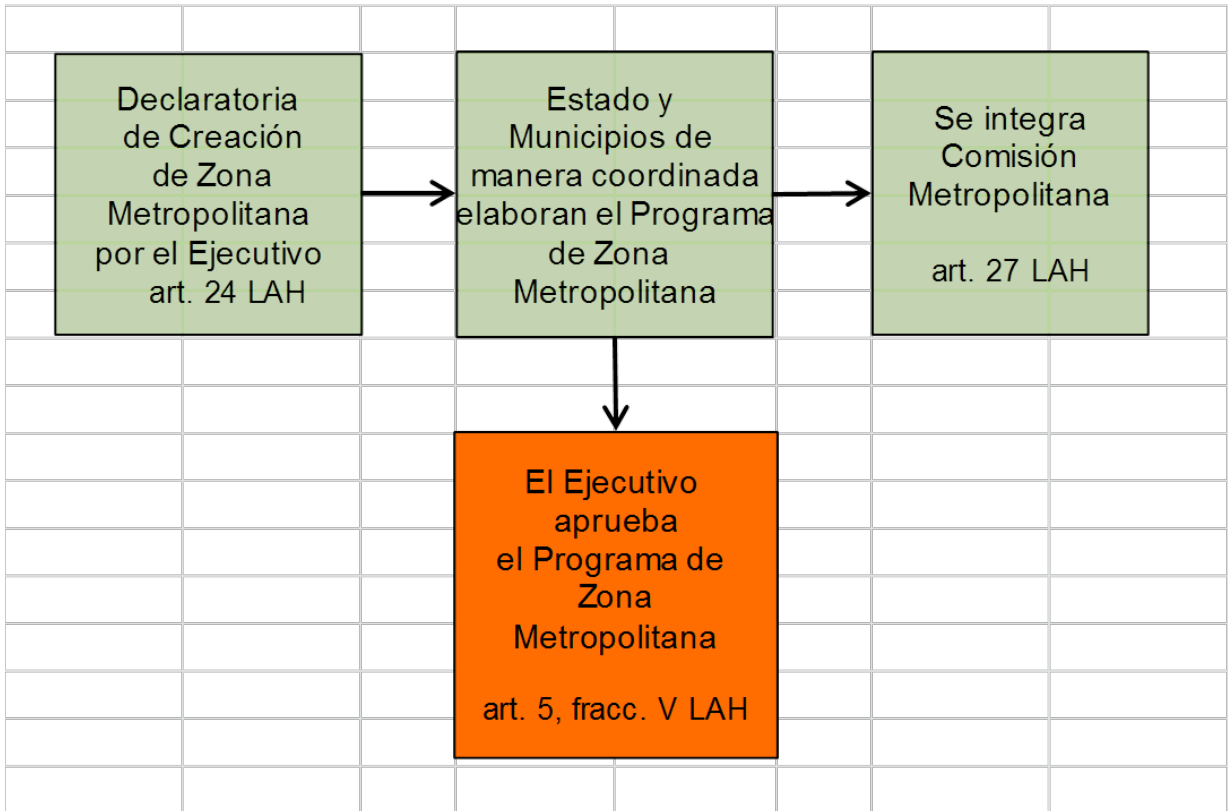 Declaratoria
de Creación
de Zona
Metropolitana
por el Ejecutivo
art. 24 LAH
Estado y
Municipios de
manera coordinada
elaboran el Programa
de Zona
Metropolitana
Se integra
Comisión
Metropolitana
art. 27 LAH
El Ejecutivo
aprueba
el Programa de
Zona
Metropolitana
art. 5, fracc. V LAH